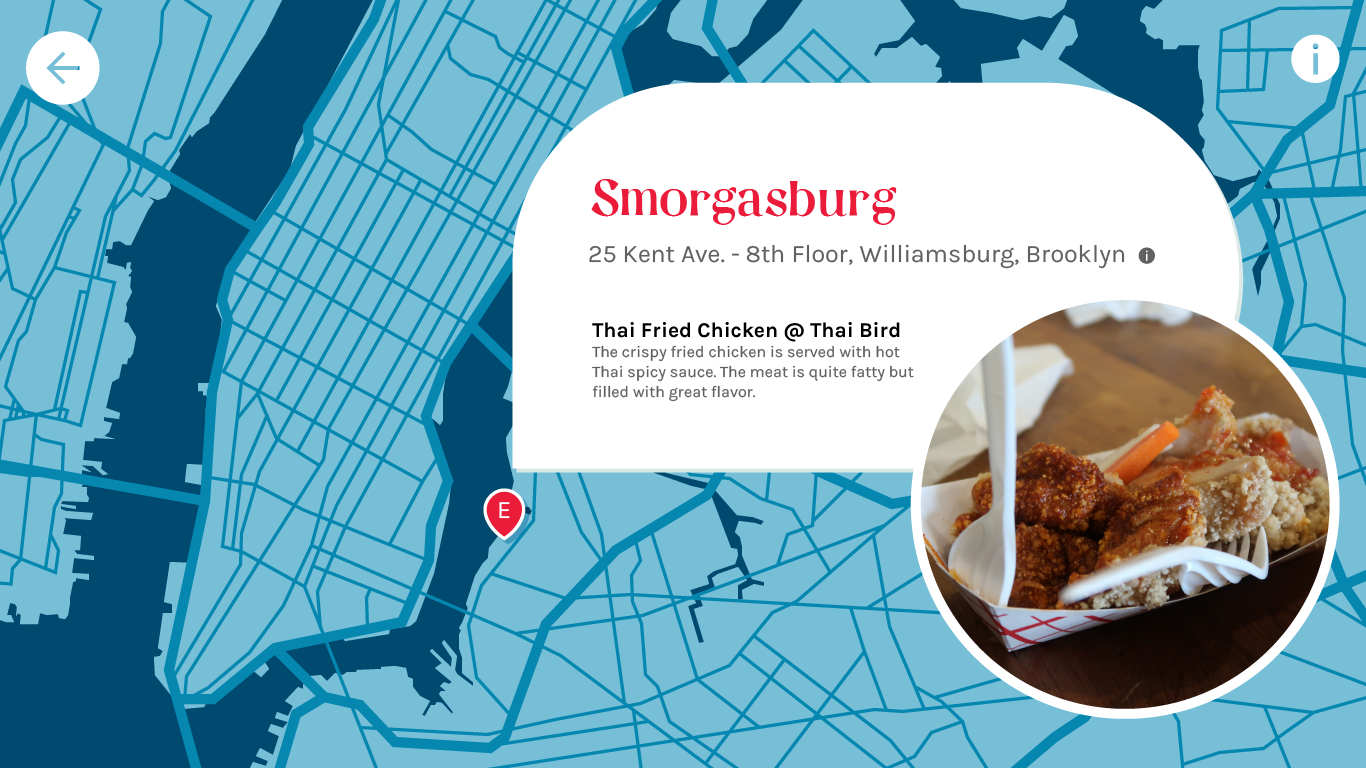 Smorgasburg
25 Kent Ave. - 8th Floor, Williamsburg, Brooklyn i
Thai Fried Chicken @ Thai Bird
The crispy fried chicken is served with hot
Thai spicy sauce. The meat is quite fatty but
filled with great flavor.
E
i